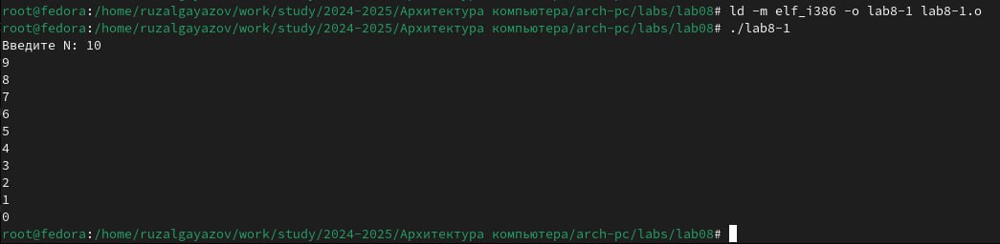 root@fedora:/home/ruzalgayazov/work/study/2024-2025/Архитектура компьютера/arch-pc/labs/lab08# ld -m elf_i386 -o lab8-1 lab8-1.o
root@fedora:/home/ruzalgayazov/work/study/2024-2025/Архитектура компьютера/arch-pc/labs/lab08# ./lab8-1
Введите N: 10
9
8
7
6
5
4
3
2
1
0
root@fedora:/home/ruzalgayazov/work/study/2024-2025/Архитектура компьютера/arch-pc/labs/lab08#